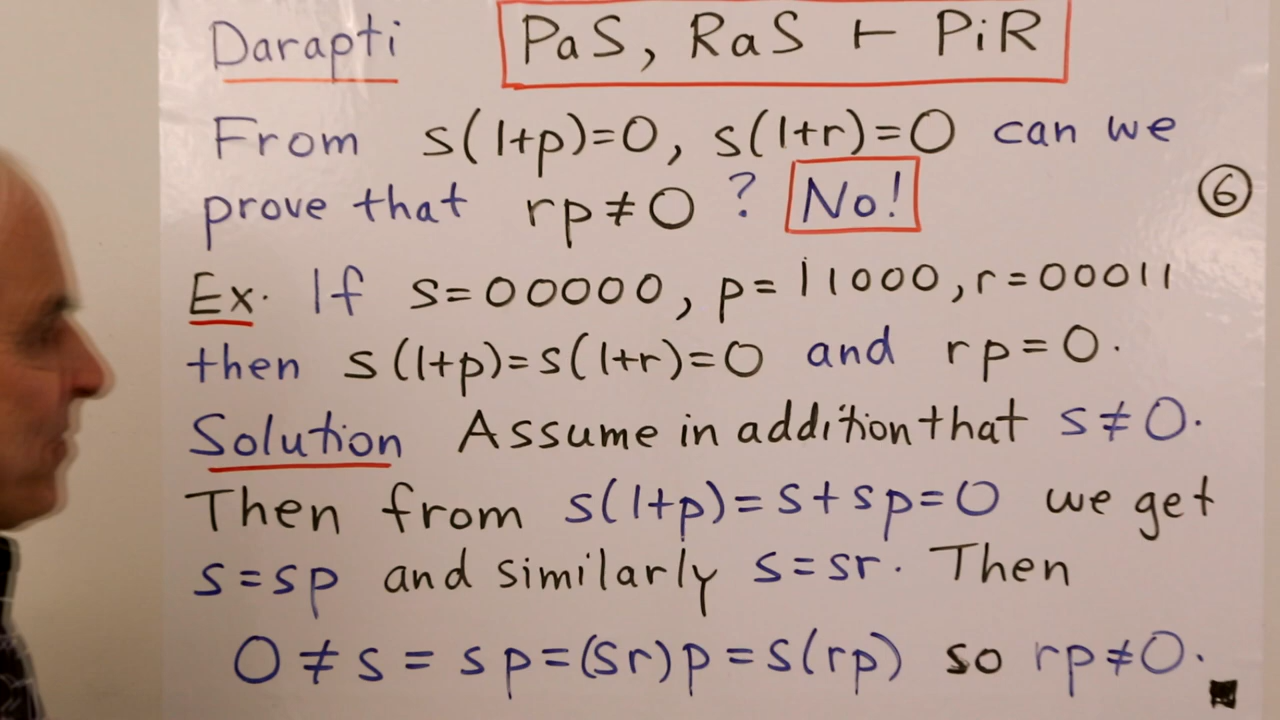 Darapti PaS, RaS ⊢ PiR
From s(1+p)=0, s(1+r)=0 can we
prove that rp≠0 ? No!
6
Ex. If s=00000, p=11000, r=00011
then s(1+p)=s(1+r)=0 and rp=0.
Solution Assume in addition that s≠0.
Then from s(1+p)=s+sp=0 we get
s=sp and similarly s=sr. Then
0≠s=sp=(sr)p=s(rp) so rp≠0.